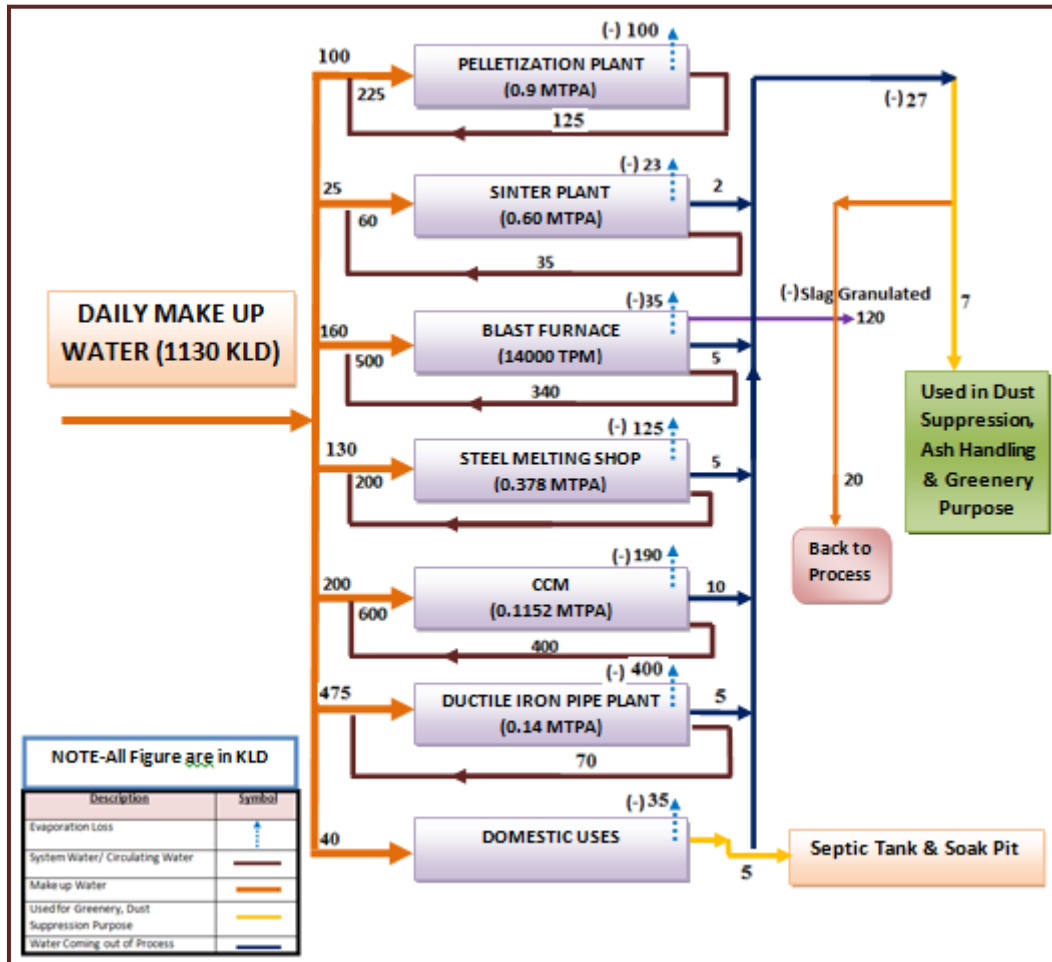 (-) 100
100
PELLETIZATION PLANT
(0.9 MTPA)
225
125
(-) 27
(-) 23
25
SINTER PLANT
(0.60 MTPA)
2
60
35
(-)Slag Granulated
120
7
DAILY MAKE UP
WATER (1130 KLD)
(-)35
160
BLAST FURNACE
(14000 TPM)
500
5
340
Used in Dust
Suppression,
Ash Handling
& Greenery
Purpose
(-) 125
130
STEEL MELTING SHOP
(0.378 MTPA)
5
200
20
Back to
Process
(-)190
200
CCM
(0.1152 MTPA)
10
600
400
(-) 400
475
DUCTILE IRON PIPE PLANT
(0.14 MTPA)
5
70
(-) 35
40
DOMESTIC USES
5
Septic Tank & Soak Pit
NOTE-All Figure are in KLD
Description Symbol
Evaporation Loss
System Water/ Circulating Water
Make up Water
Used for Greenery, Dust
Suppression Purpose
Water Coming out of Process